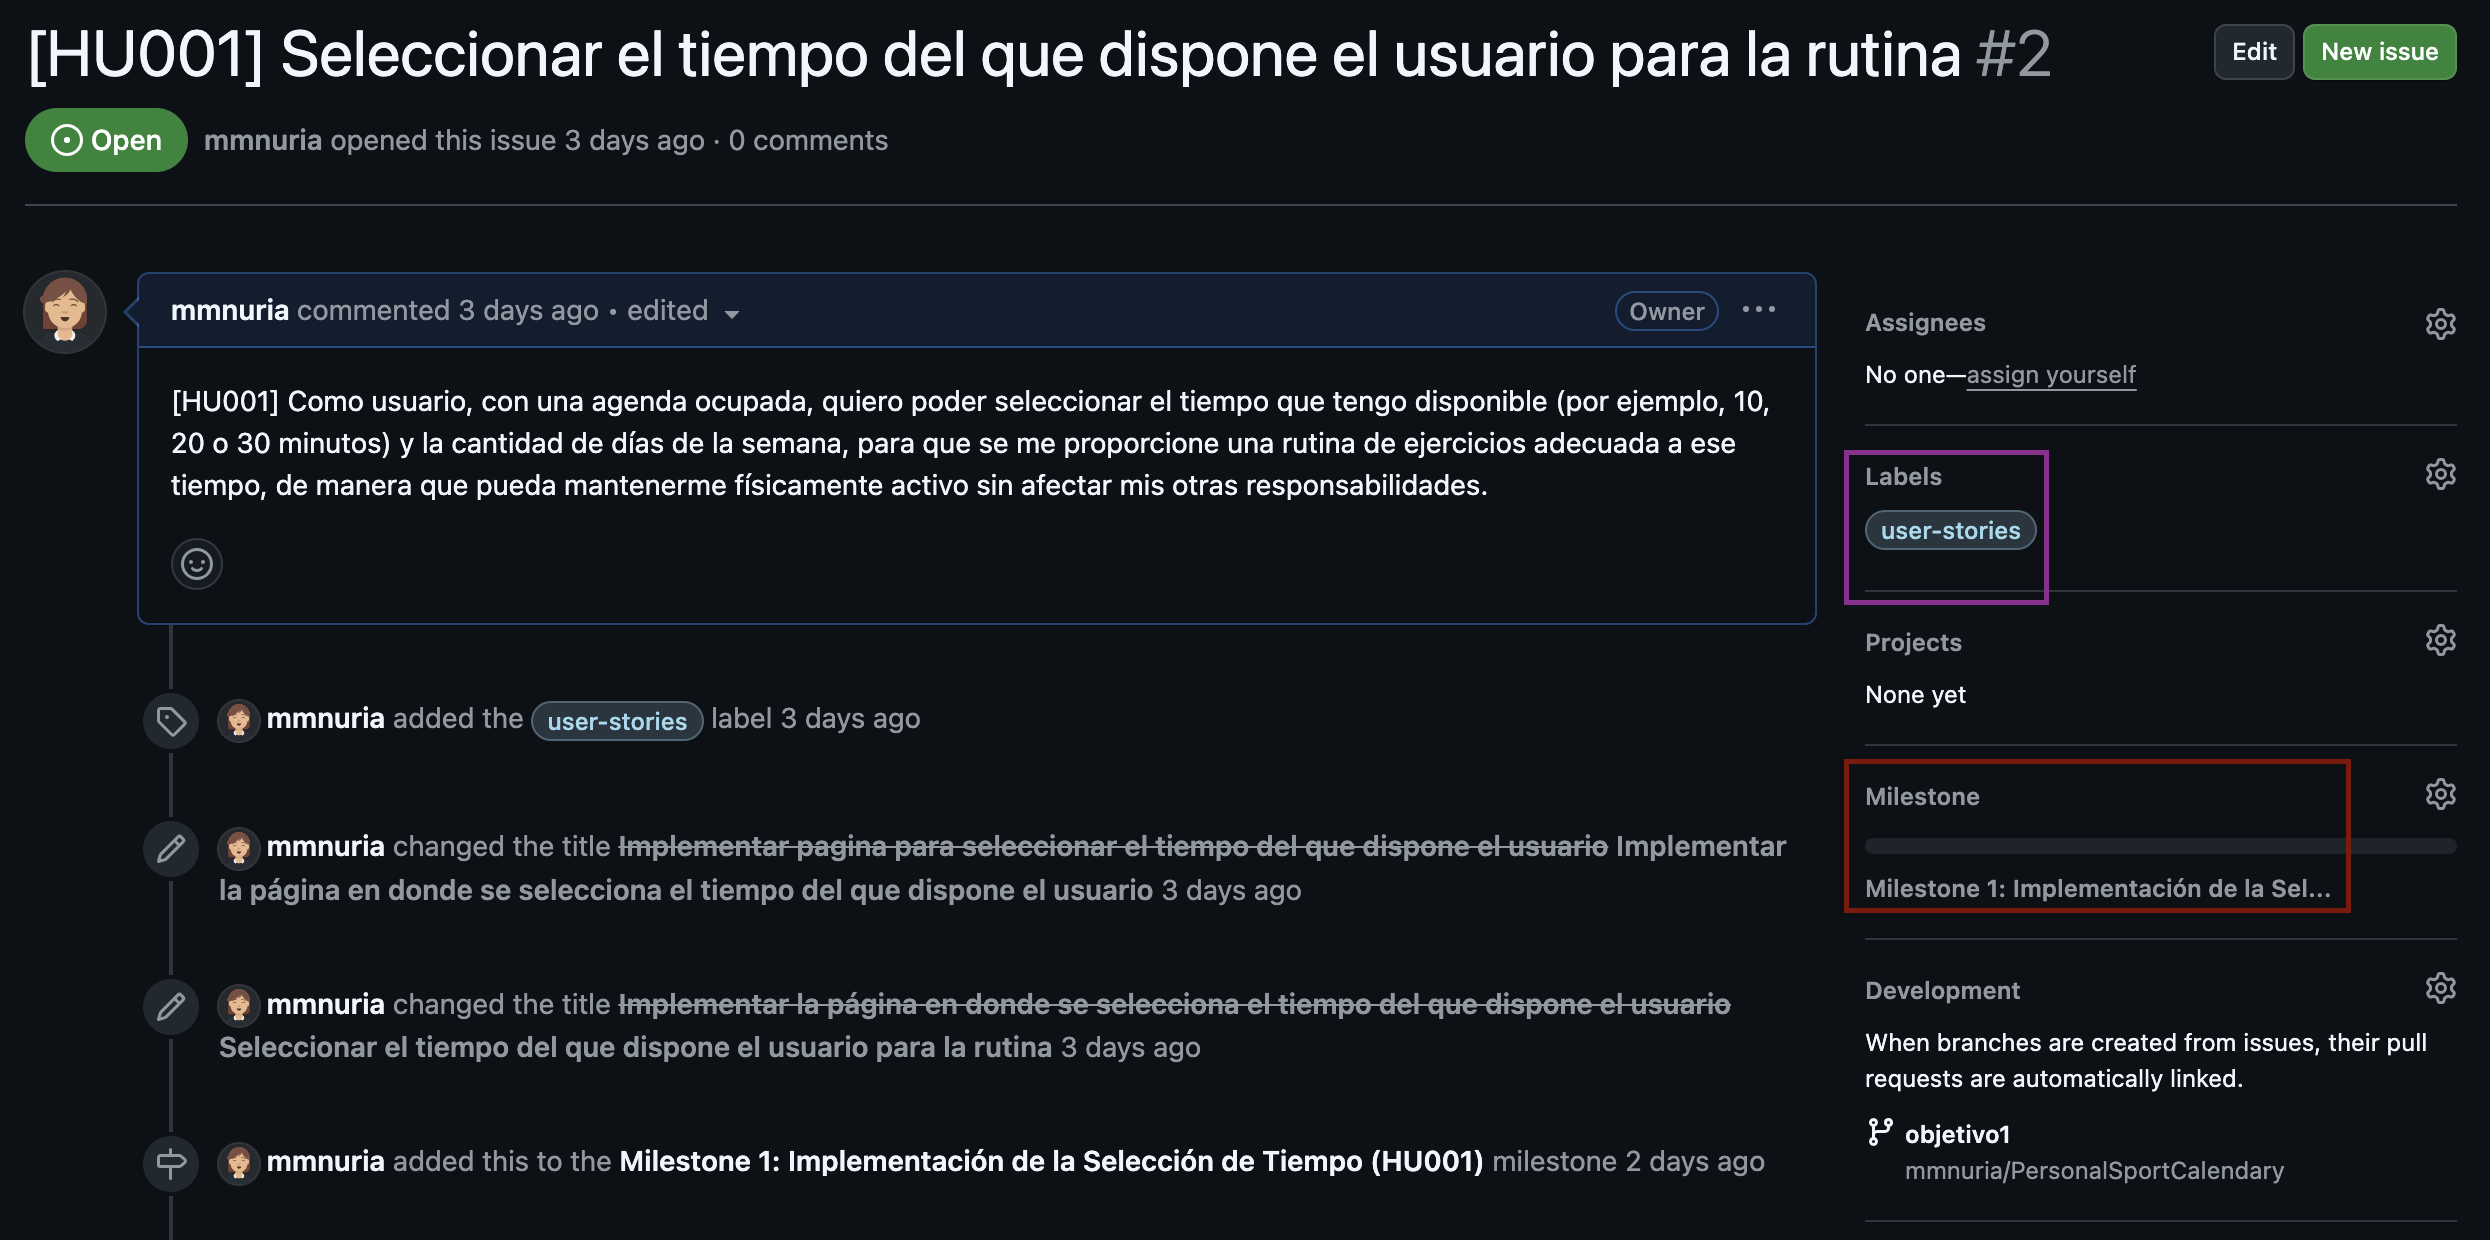 [HU001] Seleccionar el tiempo del que dispone el usuario para la rutina #2
Edit
New issue
Open
mmnuria opened this issue 3 days ago · 0 comments
mmnuria commented 3 days ago • edited
Owner
[HU001] Como usuario, con una agenda ocupada, quiero poder seleccionar el tiempo que tengo disponible (por ejemplo, 10,
20 o 30 minutos) y la cantidad de días de la semana, para que se me proporcione una rutina de ejercicios adecuada a ese
tiempo, de manera que pueda mantenerme físicamente activo sin afectar mis otras responsabilidades.
mmnuria added the user-stories label 3 days ago
mmnuria changed the title Implementar pagina para seleccionar el tiempo del que dispone el usuario Implementar
la página en donde se selecciona el tiempo del que dispone el usuario 3 days ago
mmnuria changed the title Implementar la página en donde se selecciona el tiempo del que dispone el usuario
Seleccionar el tiempo del que dispone el usuario para la rutina 3 days ago
mmnuria added this to the Milestone 1: Implementación de la Selección de Tiempo (HU001) milestone 2 days ago
Assignees
No one—assign yourself
Labels
user-stories
Projects
None yet
Milestone
Milestone 1: Implementación de la Sel...
Development
When branches are created from issues, their pull
requests are automatically linked.
objetivo1
mmnuria/PersonalSportCalendary